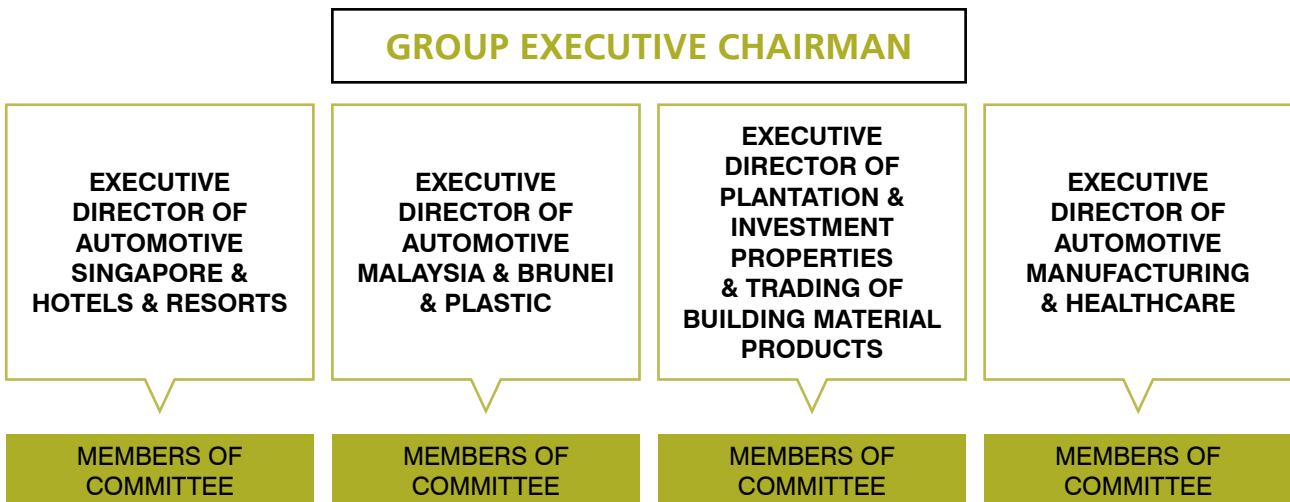 GROUP EXECUTIVE CHAIRMAN
EXECUTIVE
DIRECTOR OF
AUTOMOTIVE
SINGAPORE &
HOTELS & RESORTS
EXECUTIVE
DIRECTOR OF
AUTOMOTIVE
MALAYSIA & BRUNEI
& PLASTIC
EXECUTIVE
DIRECTOR OF
PLANTATION &
INVESTMENT
PROPERTIES
& TRADING OF
BUILDING MATERIAL
PRODUCTS
EXECUTIVE
DIRECTOR OF
AUTOMOTIVE
MANUFACTURING
& HEALTHCARE
MEMBERS OF
COMMITTEE
MEMBERS OF
COMMITTEE
MEMBERS OF
COMMITTEE
MEMBERS OF
COMMITTEE